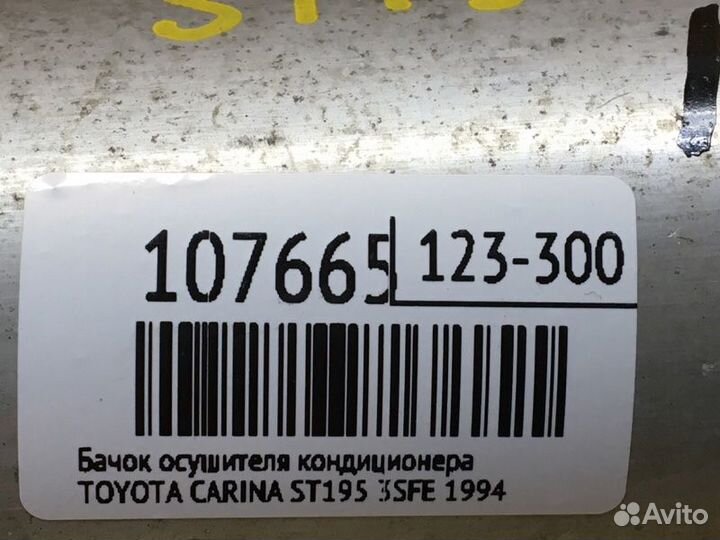 107665
123-300
Бачок осушителя кондиционера
TOYOTA CARINA ST195 3SFE 1994
Avito